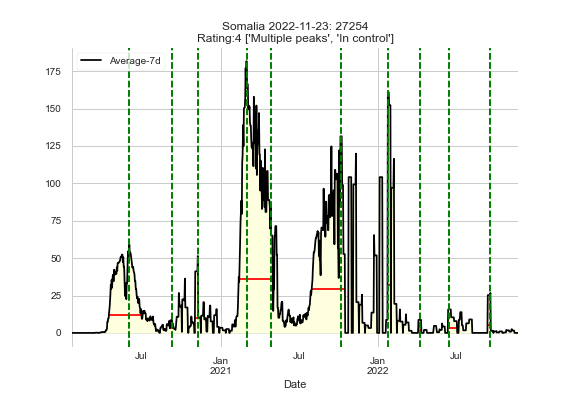 Somalia 2022-11-23: 27254
Rating:4 ['Multiple peaks', 'In control']
Average-7d
175
150
125
100
75
50
25
0
Jul
Jan
2021
Jul
Jan
2022
Jul
Date